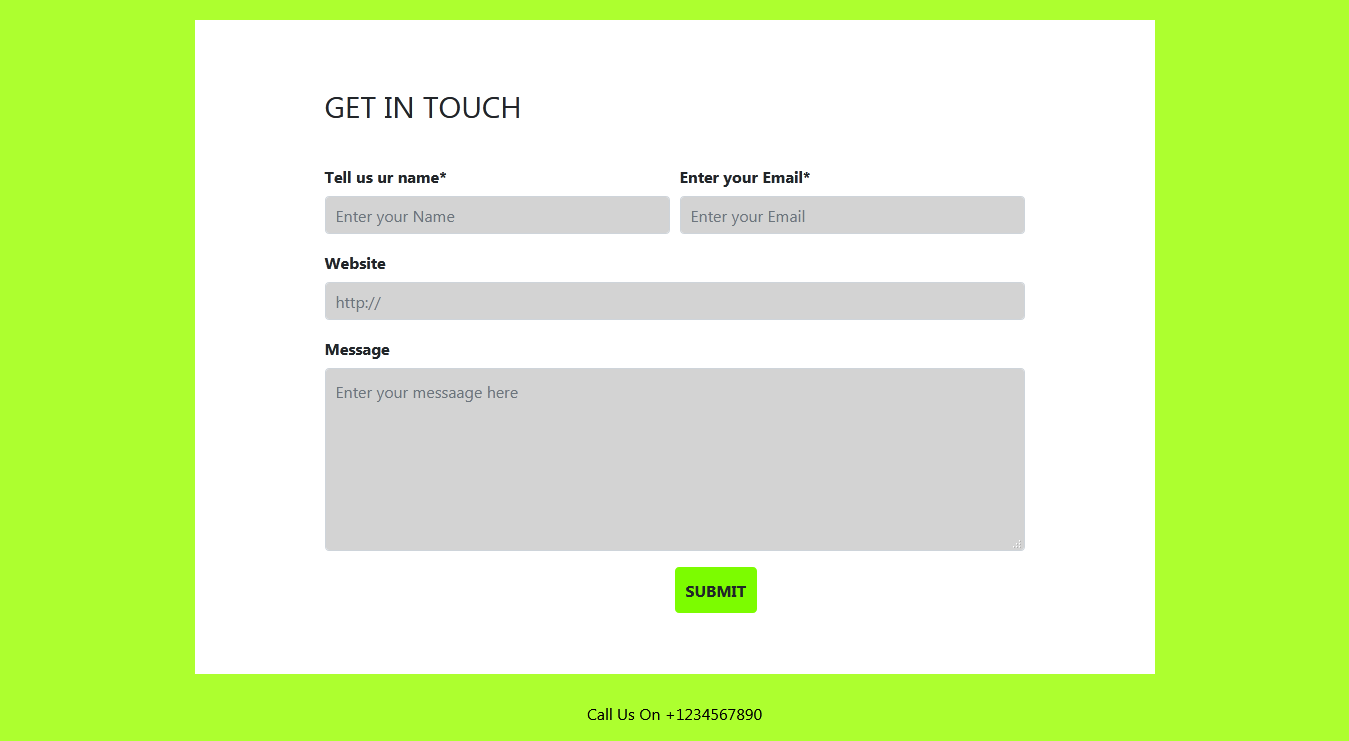 GET IN TOUCH
Tell us ur name* Enter your Email*
Enter your Name Enter your Email
Website
http://
Message
Enter your messaage here
SUBMIT
Call Us On +1234567890